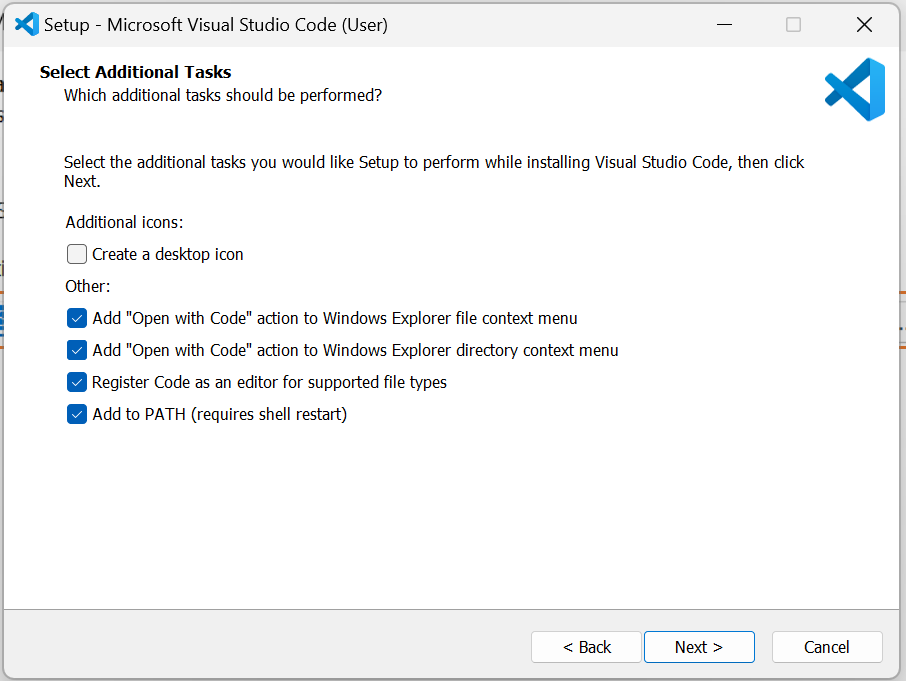 Setup - Microsoft Visual Studio Code (User)
Select Additional Tasks
Which additional tasks should be performed?
Select the additional tasks you would like Setup to perform while installing Visual Studio Code, then click
Next.
Additional icons:
Create a desktop icon
Other:
Add "Open with Code" action to Windows Explorer file context menu
Add "Open with Code" action to Windows Explorer directory context menu
Register Code as an editor for supported file types
Add to PATH (requires shell restart)
< Back
Next >
Cancel